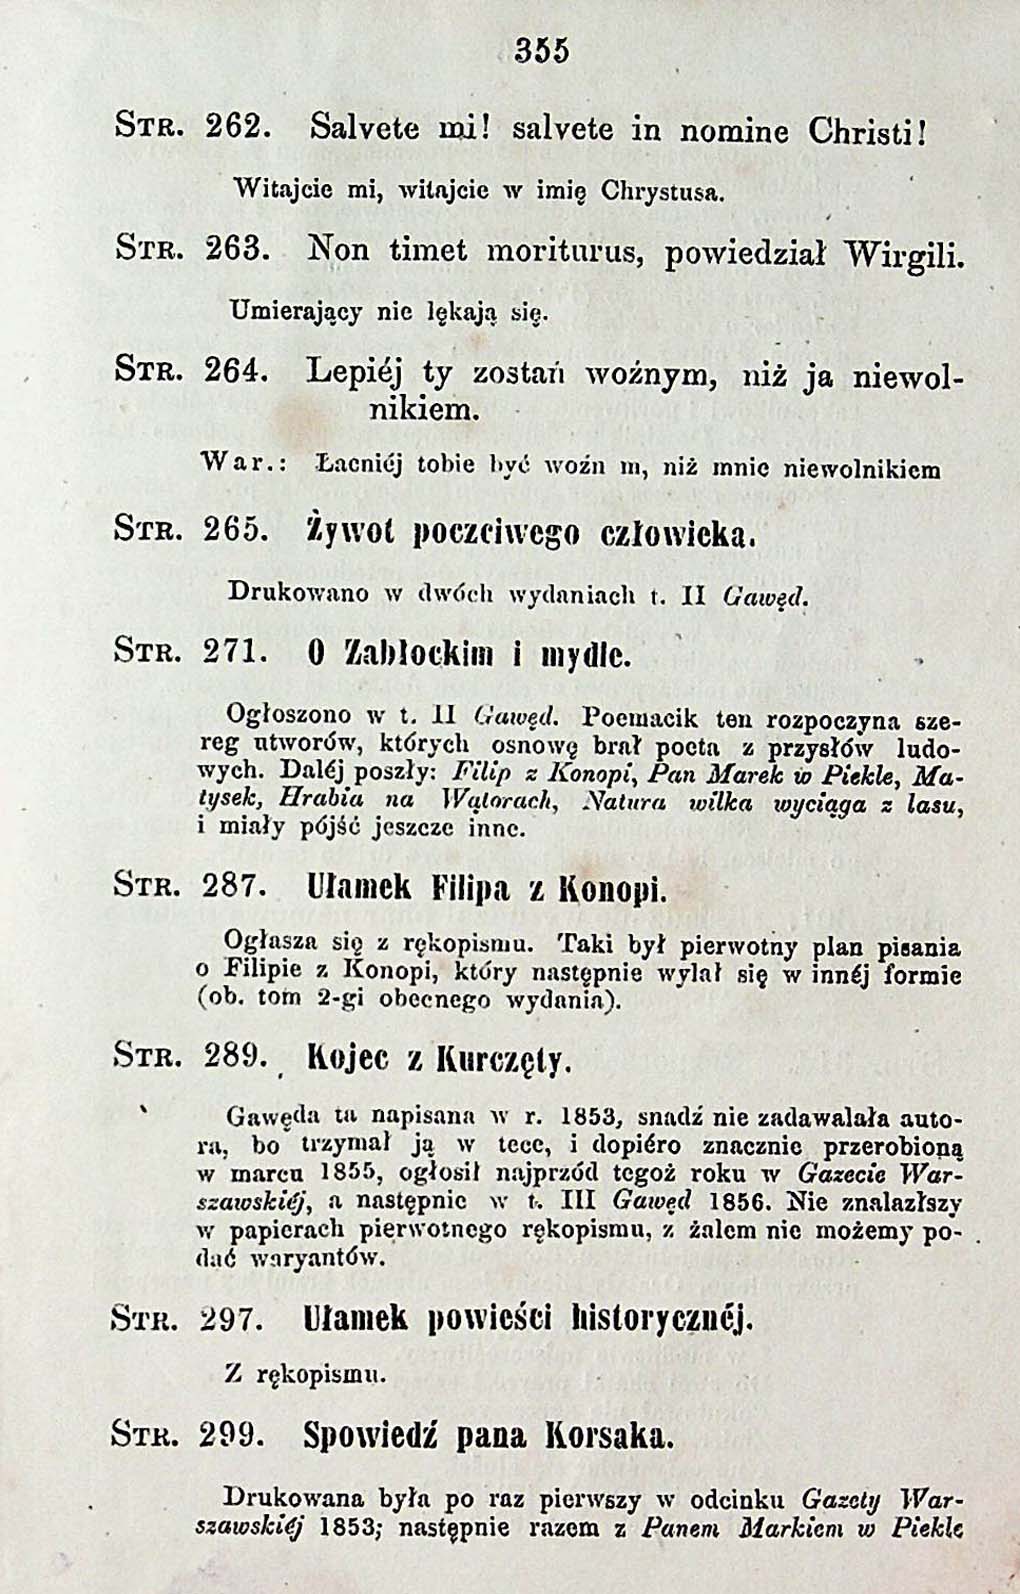 355
STR. 262. Salvete mi! salvete in nomine Christi!
Witajcie mi, witajcie w imię Chrystusa.
STR. 263. Non timet moriturus, powiedział Wirgili.
Umierający nie lękają się.
STR. 264. Lepiéj ty zostań woźnym, niż ja niewol-
nikiem.
War.: Łacniéj tobie być woźn m, niż mnie niewolnikiem
STR. 265. Żywot poczciwego człowieka.
Drukowano w dwóch wydaniach t. II Gawęd.
STR. 271. O Zabłockim i mydle.
Ogłoszono w t. II Gawęd. Poemacik ten rozpoczyna sze-
reg utworów, których osnowę brał poeta z przysłów ludo-
wych. Daléj poszły: Filip z Konopi, Pan Marek w Piekle, Ma-
tysek, Hrabia na Wątorach, Natura wilka wyciąga z lasu,
i miały pójść jeszcze inne.
STR. 287. Ułamek Filipa z Konopi.
Ogłasza się z rękopismu. Taki był pierwotny plan pisania
o Filipie z Konopi, który następnie wylał się w innéj formie
(ob. tom 2-gi obecnego wydania).
STR. 289. Kojec z Kurczęty.
Gawęda ta napisana w r. 1853, snadź nie zadawalała auto-
ra, bo trzymał ją w tece, i dopiéro znacznie przerobioną
w marcu 1855, ogłosił najprzód tegoż roku w Gazecie War-
szawskiéj, a następnie w t. III Gawęd 1856. Nie znalazłszy
w papierach pierwotnego rękopismu, z żalem nie możemy po-
dać waryantów.
STR. 297. Ułamek powieści historycznéj.
Z rękopismu.
STR. 299. Spowiedź pana Korsaka.
Drukowana była po raz pierwszy w odcinku Gazety War-
szawskiéj 1853; następnie razem z Panem Markiem w Piekle